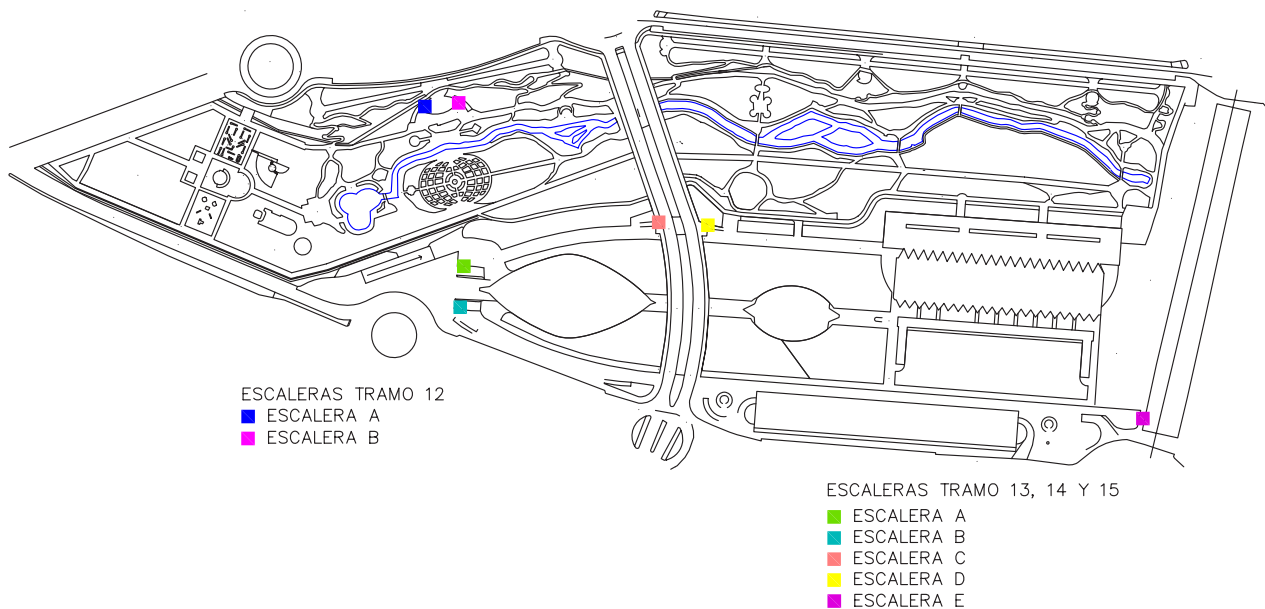 ESCALERAS TRAMO 12
ESCALERA A
ESCALERA B
ESCALERAS TRAMO 13, 14 Y 15
ESCALERA A
ESCALERA B
ESCALERA C
ESCALERA D
ESCALERA E